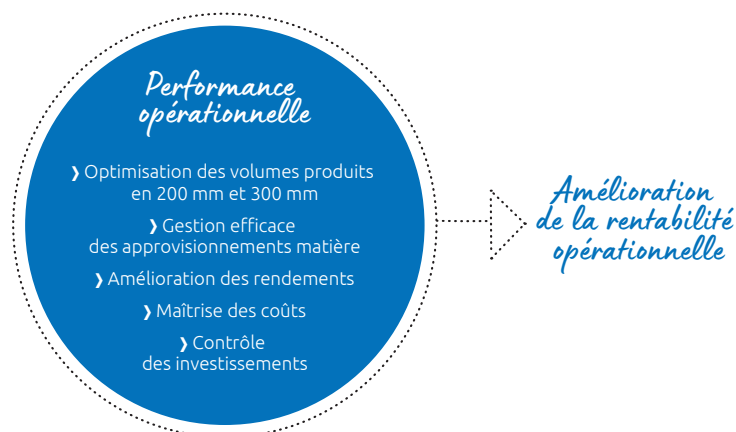 Performance
opérationnelle
❱ Optimisation des volumes produits
en 200 mm et 300 mm
❱ Gestion efficace
des approvisionnements matière
❱ Amélioration des rendements
❱ Maîtrise des coûts
❱ Contrôle
des investissements
Amélioration
de la rentabilité
opérationnelle